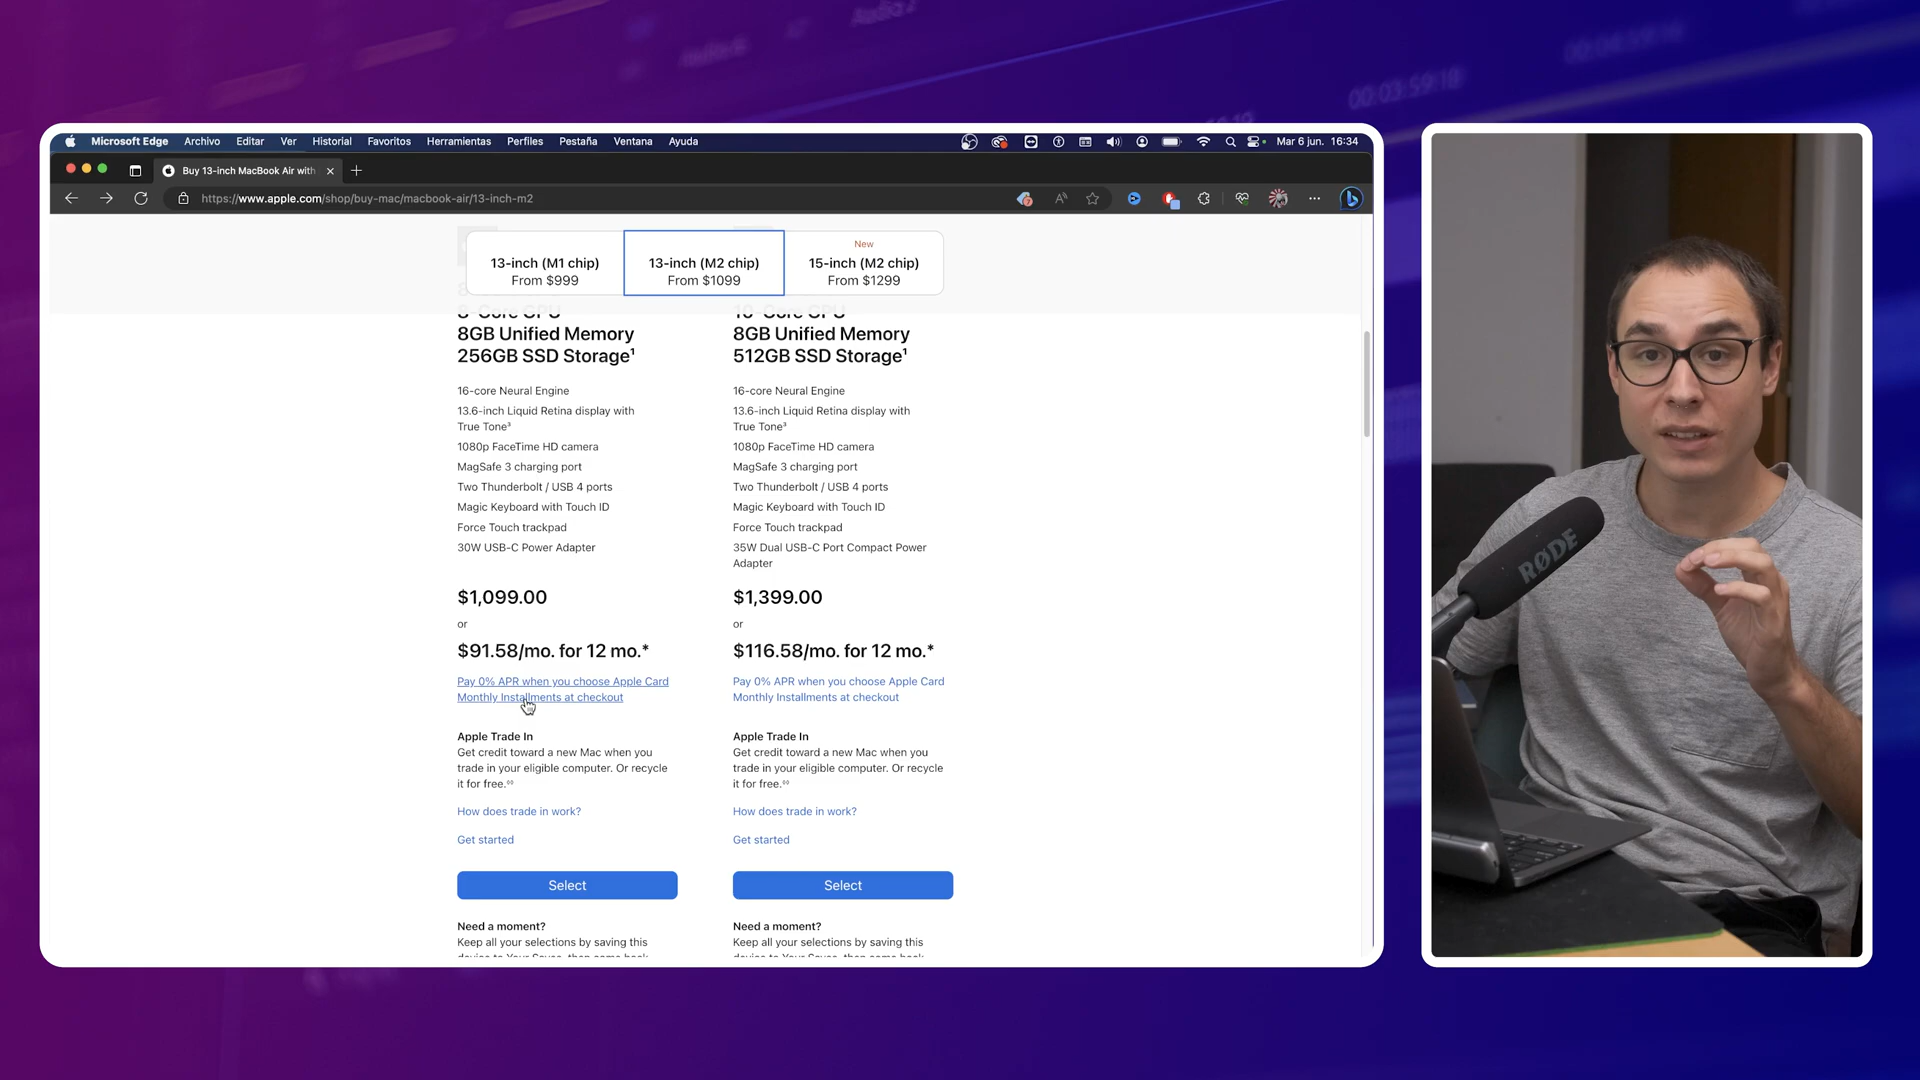 Audio 2
00:03:59:18
00:04:59:16
Microsoft Edge Archivo Editar Ver Historial Favoritos Herramientas Perfiles Pestaña Ventana Ayuda
Mar 6 jun. 16:34
Buy 13-inch MacBook Air with
https://www.apple.com/shop/buy-mac/macbook-air/13-inch-m2
13-inch (M1 chip)
From $999
13-inch (M2 chip)
From $1099
New
15-inch (M2 chip)
From $1299
8GB Unified Memory
256GB SSD Storage¹
16-core Neural Engine
13.6-inch Liquid Retina display with
True Tone³
1080p FaceTime HD camera
MagSafe 3 charging port
Two Thunderbolt / USB 4 ports
Magic Keyboard with Touch ID
Force Touch trackpad
30W USB-C Power Adapter
$1,099.00
or
$91.58/mo. for 12 mo.*
Pay 0% APR when you choose Apple Card
Monthly Installments at checkout
Apple Trade In
Get credit toward a new Mac when you
trade in your eligible computer. Or recycle
it for free.°°
How does trade in work?
Get started
Select
Need a moment?
Keep all your selections by saving this
8GB Unified Memory
512GB SSD Storage¹
16-core Neural Engine
13.6-inch Liquid Retina display with
True Tone³
1080p FaceTime HD camera
MagSafe 3 charging port
Two Thunderbolt / USB 4 ports
Magic Keyboard with Touch ID
Force Touch trackpad
35W Dual USB-C Port Compact Power
Adapter
$1,399.00
or
$116.58/mo. for 12 mo.*
Pay 0% APR when you choose Apple Card
Monthly Installments at checkout
Apple Trade In
Get credit toward a new Mac when you
trade in your eligible computer. Or recycle
it for free.°°
How does trade in work?
Get started
Select
Need a moment?
Keep all your selections by saving this
RØDE